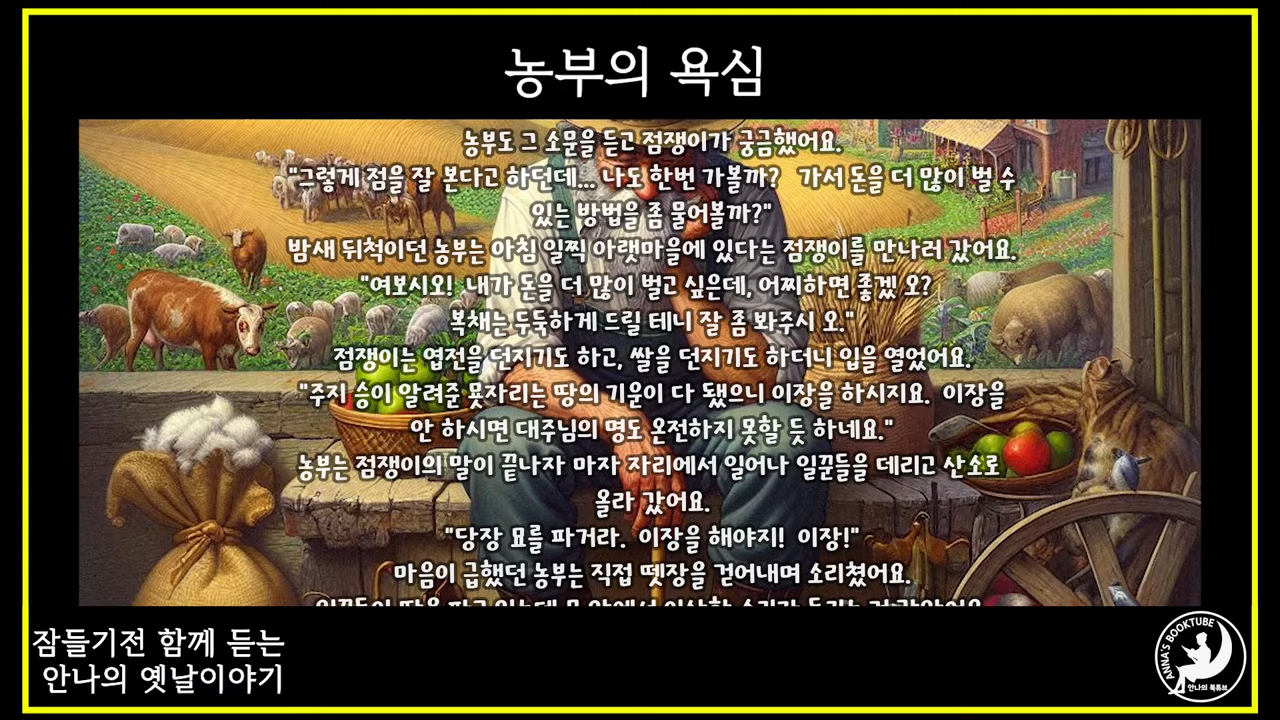 농부의 욕심
농부도 그 소문을 듣고 점쟁이가 궁금했어요.
"그렇게 점을 잘 본다고 하던데... 나도 한번 가볼까? 가서 돈을 더 많이 벌 수
있는 방법을 좀 물어볼까?"
밤새 뒤척이던 농부는 아침 일찍 아랫마을에 있다는 점쟁이를 만나러 갔어요.
"여보시오! 내가 돈을 더 많이 벌고 싶은데, 어찌하면 좋겠 오?
복채는 두둑하게 드릴 테니 잘 좀 봐주시 오."
점쟁이는 엽전을 던지기도 하고, 쌀을 던지기도 하더니 입을 열었어요.
"주지 승이 알려준 묫자리는 땅의 기운이 다 됐으니 이장을 하시지요. 이장을
안 하시면 대주님의 명도 온전하지 못할 듯 하네요."
농부는 점쟁이의 말이 끝나자 마자 자리에서 일어나 일꾼들을 데리고 산소로
올라 갔어요.
"당장 묘를 파거라. 이장을 해야지! 이장!"
마음이 급했던 농부는 직접 뗏장을 걷어내며 소리쳤어요.
잠들기전 함께 듣는
안나의 옛날이야기
ANNA'S BOOKTUBE
안나의 북튜브